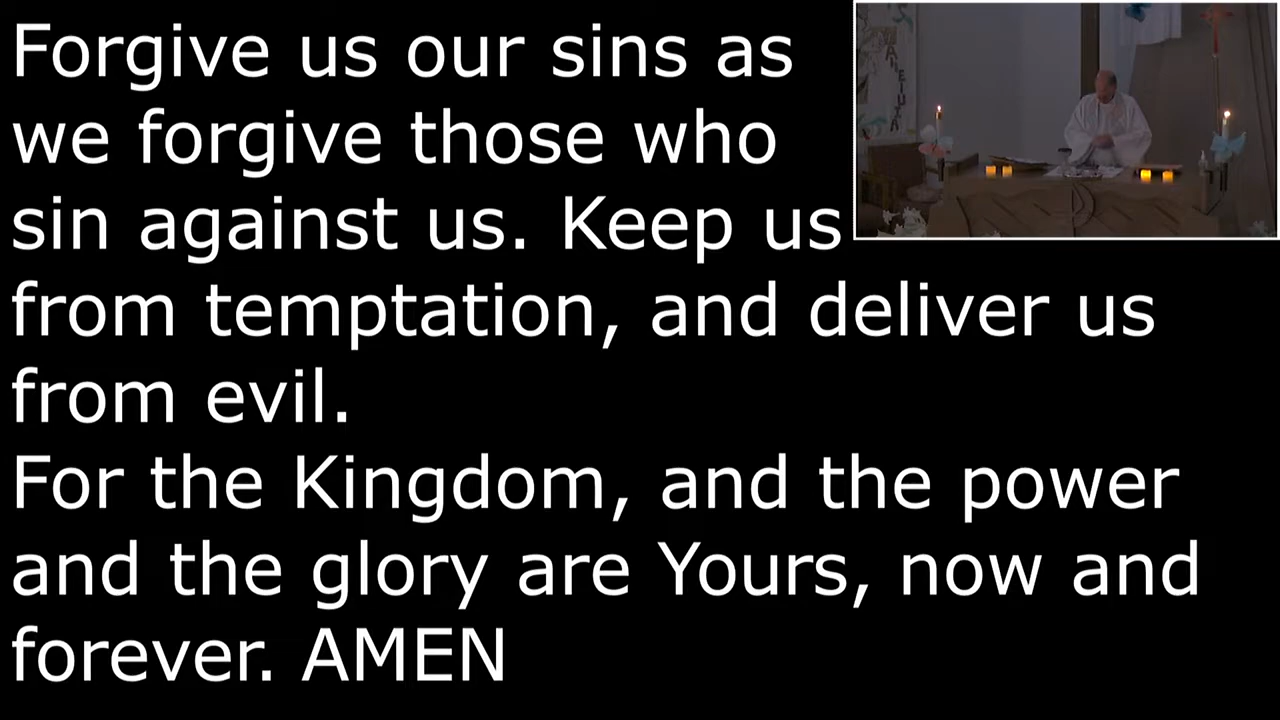 Forgive us our sins as
we forgive those who
sin against us. Keep us
from temptation, and deliver us
from evil.
For the Kingdom, and the power
and the glory are Yours, now and
forever. AMEN